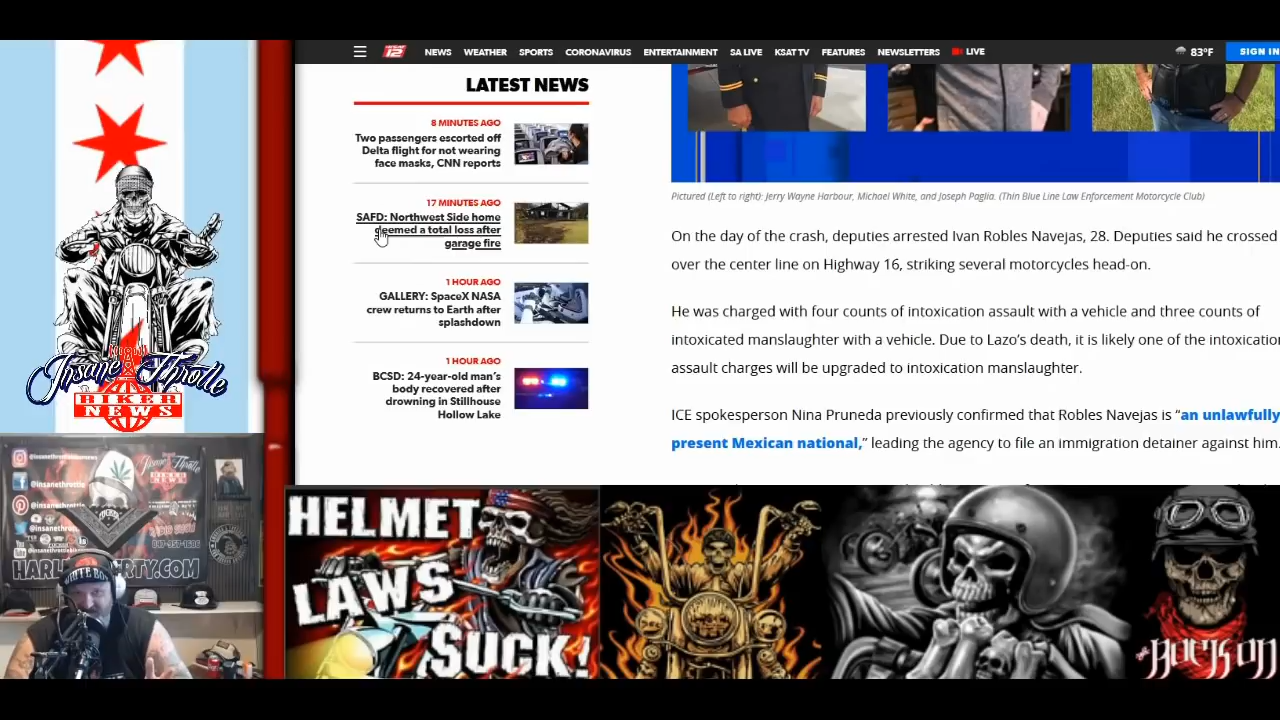 NEWS WEATHER SPORTS CORONAVIRUS ENTERTAINMENT SA LIVE KSAT TV FEATURES NEWSLETTERS LIVE 83°F SIGN IN
LATEST NEWS
8 MINUTES AGO
Two passengers escorted off
Delta flight for not wearing
face masks, CNN reports
17 MINUTES AGO
SAFD: Northwest Side home
deemed a total loss after
garage fire
1 HOUR AGO
GALLERY: SpaceX NASA
crew returns to Earth after
splashdown
1 HOUR AGO
BCSD: 24-year-old man's
body recovered after
drowning in Stillhouse
Hollow Lake
Pictured (Left to right): Jerry Wayne Harbour, Michael White, and Joseph Paglia. (Thin Blue Line Law Enforcement Motorcycle Club)
On the day of the crash, deputies arrested Ivan Robles Navejas, 28. Deputies said he crossed
over the center line on Highway 16, striking several motorcycles head-on.
He was charged with four counts of intoxication assault with a vehicle and three counts of
intoxicated manslaughter with a vehicle. Due to Lazo's death, it is likely one of the intoxication
assault charges will be upgraded to intoxication manslaughter.
ICE spokesperson Nina Pruneda previously confirmed that Robles Navejas is “an unlawfully
present Mexican national,” leading the agency to file an immigration detainer against him.
Insane Throttle
BIKER
NEWS
@insanethrottle
HELMET
LAWS
SUCK!